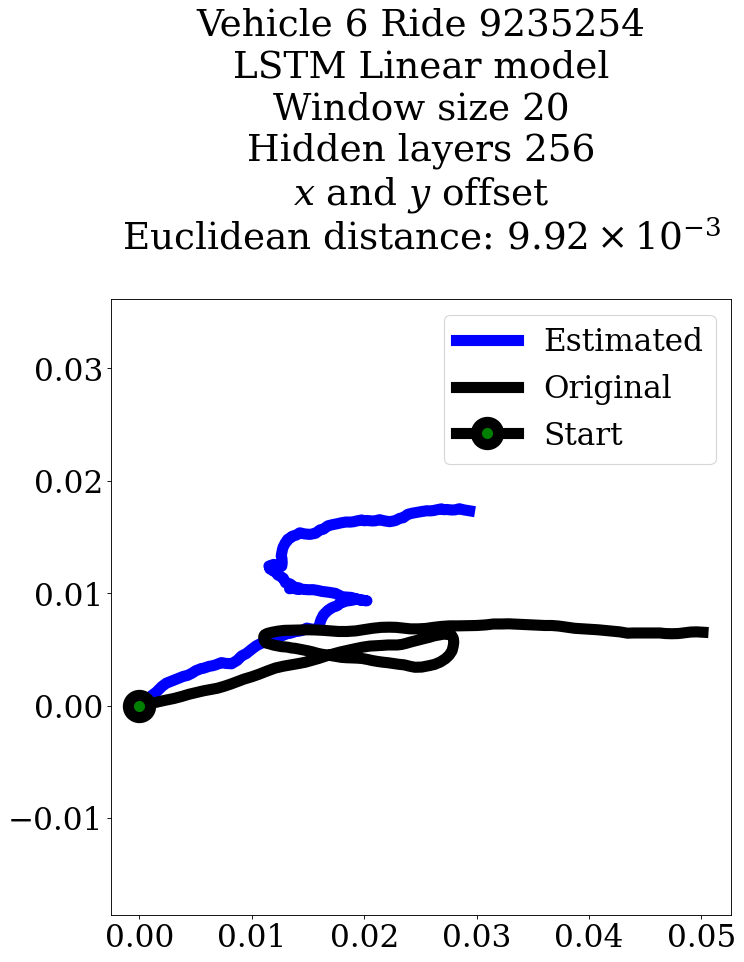 Vehicle 6 Ride 9235254
LSTM Linear model
Window size 20
Hidden layers 256
x and y offset
Euclidean distance: 9.92 × 10⁻³
Estimated
Original
Start
0.03
0.02
0.01
0.00
−0.01
0.00 0.01 0.02 0.03 0.04 0.05